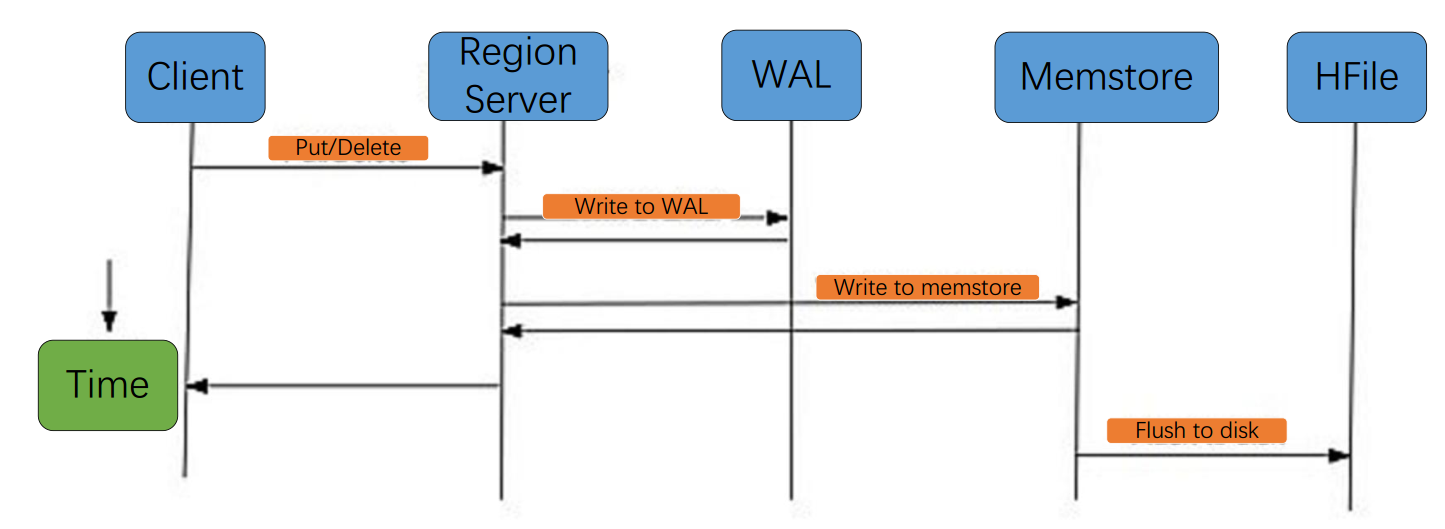 Client
Region
Server
WAL
Memstore
HFile
Put/Delete
Write to WAL
Write to memstore
Time
Flush to disk